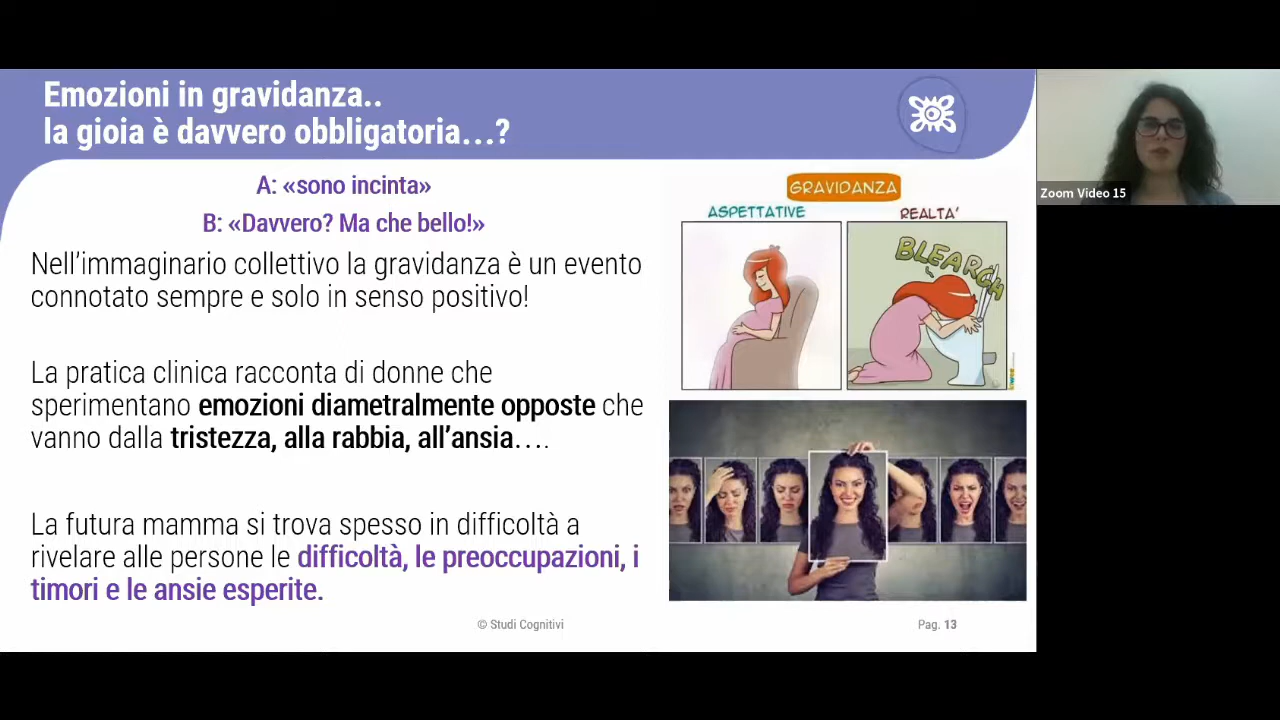 Emozioni in gravidanza..
la gioia è davvero obbligatoria...?
A: «sono incinta»
B: «Davvero? Ma che bello!»
Nell'immaginario collettivo la gravidanza è un evento
connotato sempre e solo in senso positivo!
La pratica clinica racconta di donne che
sperimentano emozioni diametralmente opposte che
vanno dalla tristezza, alla rabbia, all'ansia....
La futura mamma si trova spesso in difficoltà a
rivelare alle persone le difficoltà, le preoccupazioni, i
timori e le ansie esperite.
GRAVIDANZA
ASPETTATIVE
REALTA'
BLEARGH
© Studi Cognitivi
Pag. 13
Zoom Video 15